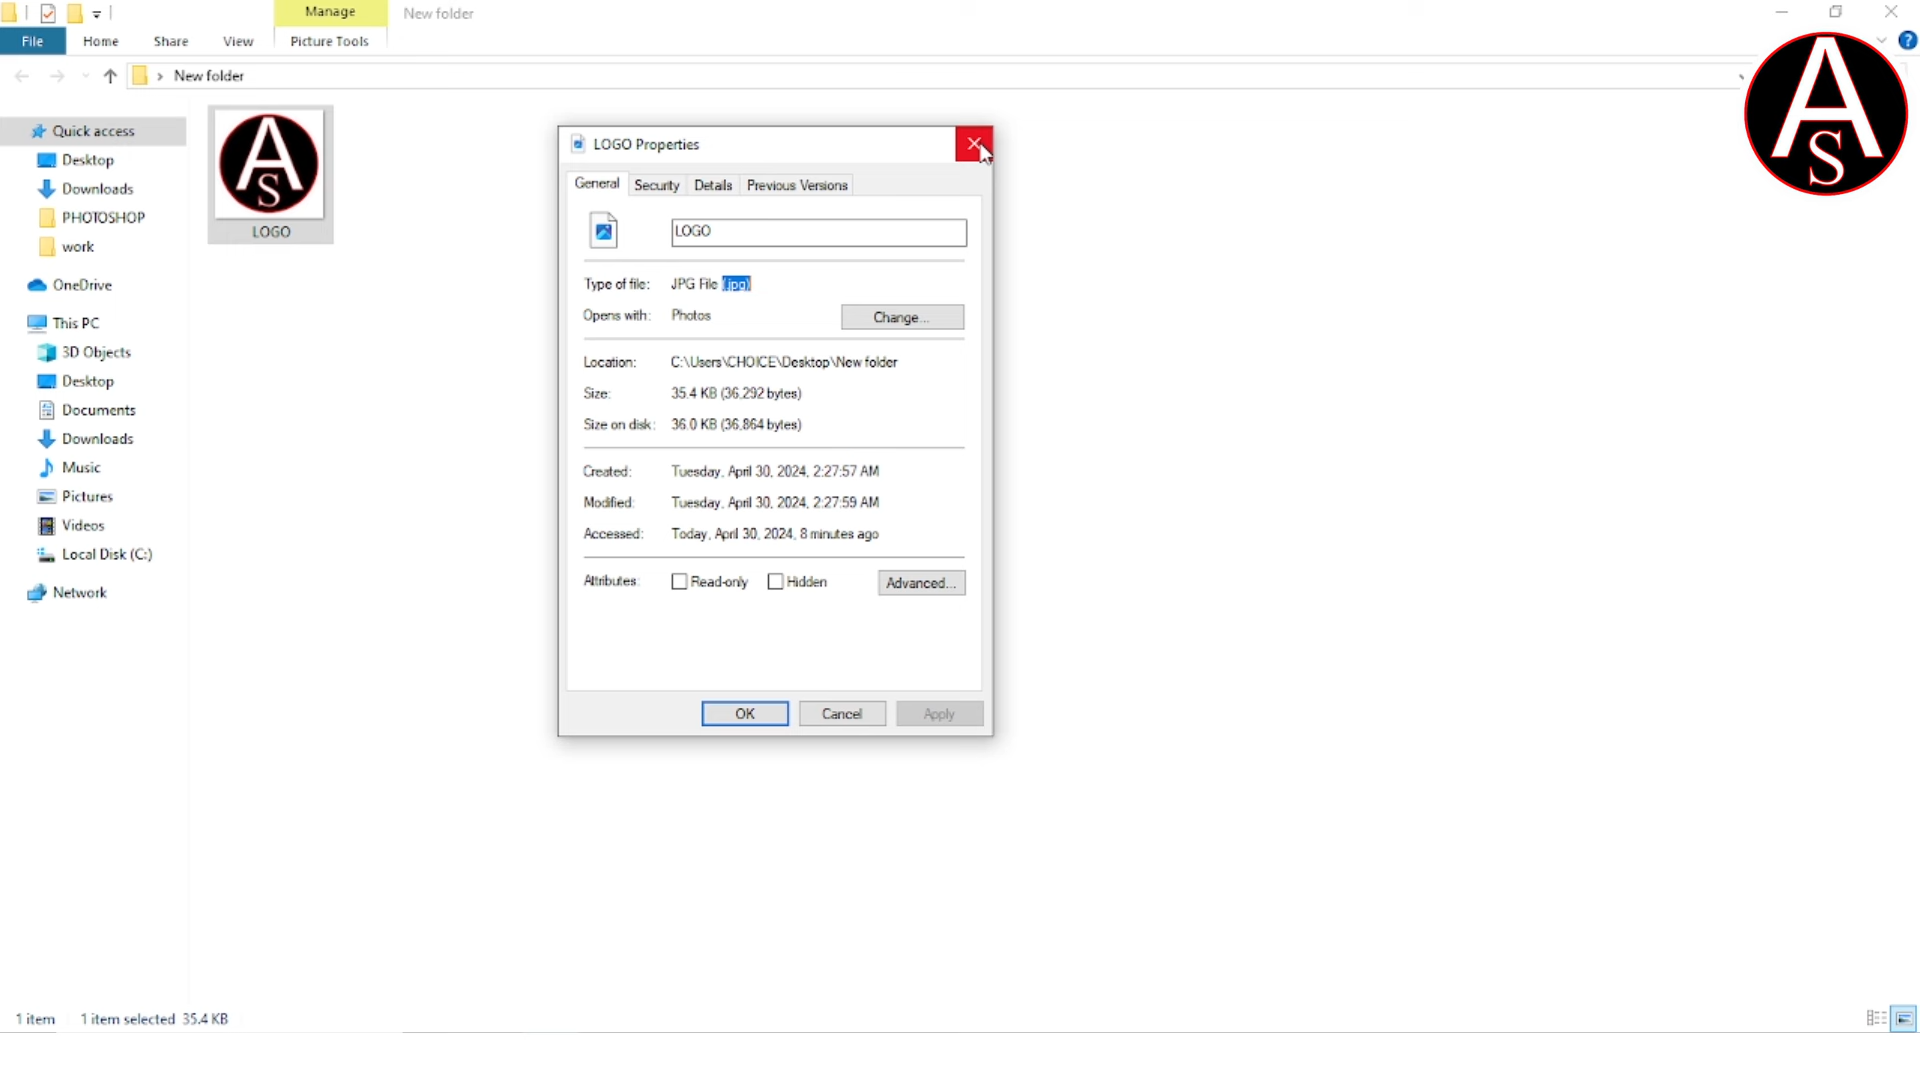 Manage
New folder
File
Home
Share
View
Picture Tools
New folder
AS
Quick access
Desktop
Downloads
PHOTOSHOP
work
OneDrive
This PC
3D Objects
Desktop
Documents
Downloads
Music
Pictures
Videos
Local Disk (C:)
Network
AS
LOGO
LOGO Properties
General
Security
Details
Previous Versions
LOGO
Type of file: JPG File (.jpg)
Opens with: Photos
Change...
Location: C:\Users\CHOICE\Desktop\New folder
Size: 35.4 KB (36,292 bytes)
Size on disk: 36.0 KB (36,864 bytes)
Created: Tuesday, April 30, 2024, 2:27:57 AM
Modified: Tuesday, April 30, 2024, 2:27:59 AM
Accessed: Today, April 30, 2024, 8 minutes ago
Attributes: Read-only Hidden Advanced...
OK
Cancel
Apply
1 item
1 item selected 35.4 KB